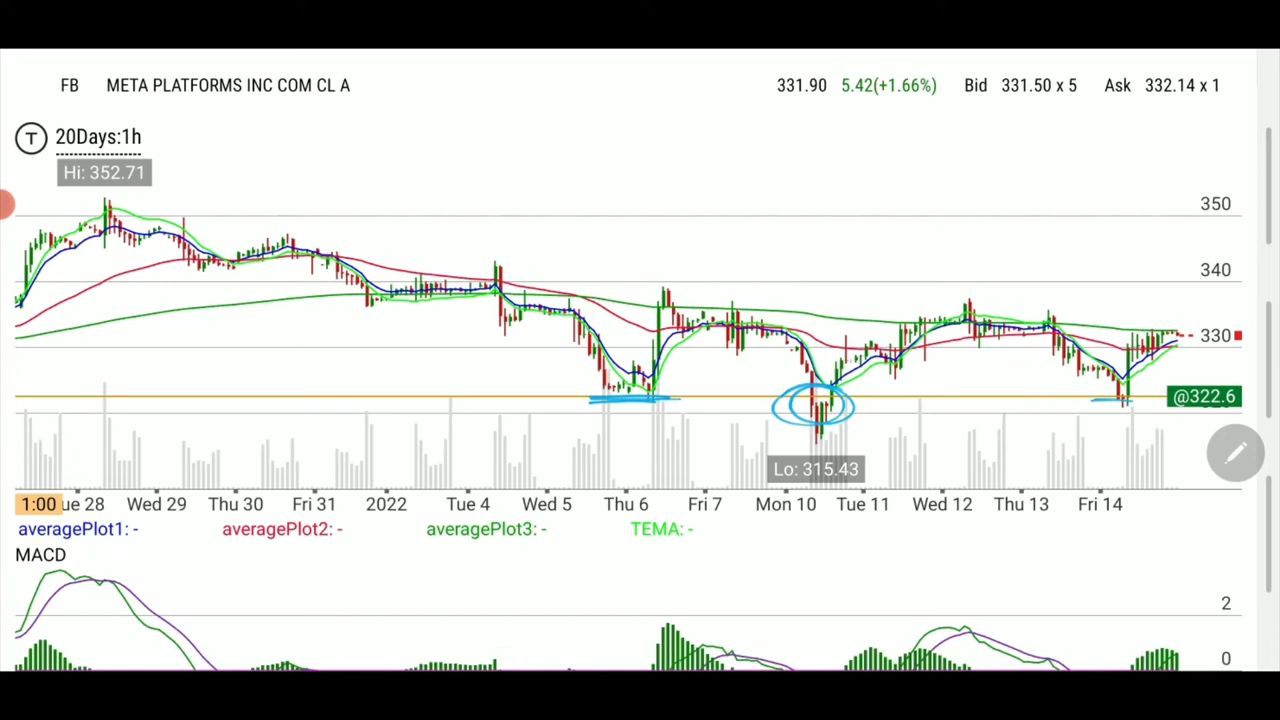 FB META PLATFORMS INC COM CL A 331.90 5.42(+1.66%) Bid 331.50 x 5 Ask 332.14 x 1
T 20Days:1h
Hi: 352.71
350
340
330
@322.6
Lo: 315.43
1:00 ue 28 Wed 29 Thu 30 Fri 31 2022 Tue 4 Wed 5 Thu 6 Fri 7 Mon 10 Tue 11 Wed 12 Thu 13 Fri 14
averagePlot1: - averagePlot2: - averagePlot3: - TEMA: -
MACD
2
0